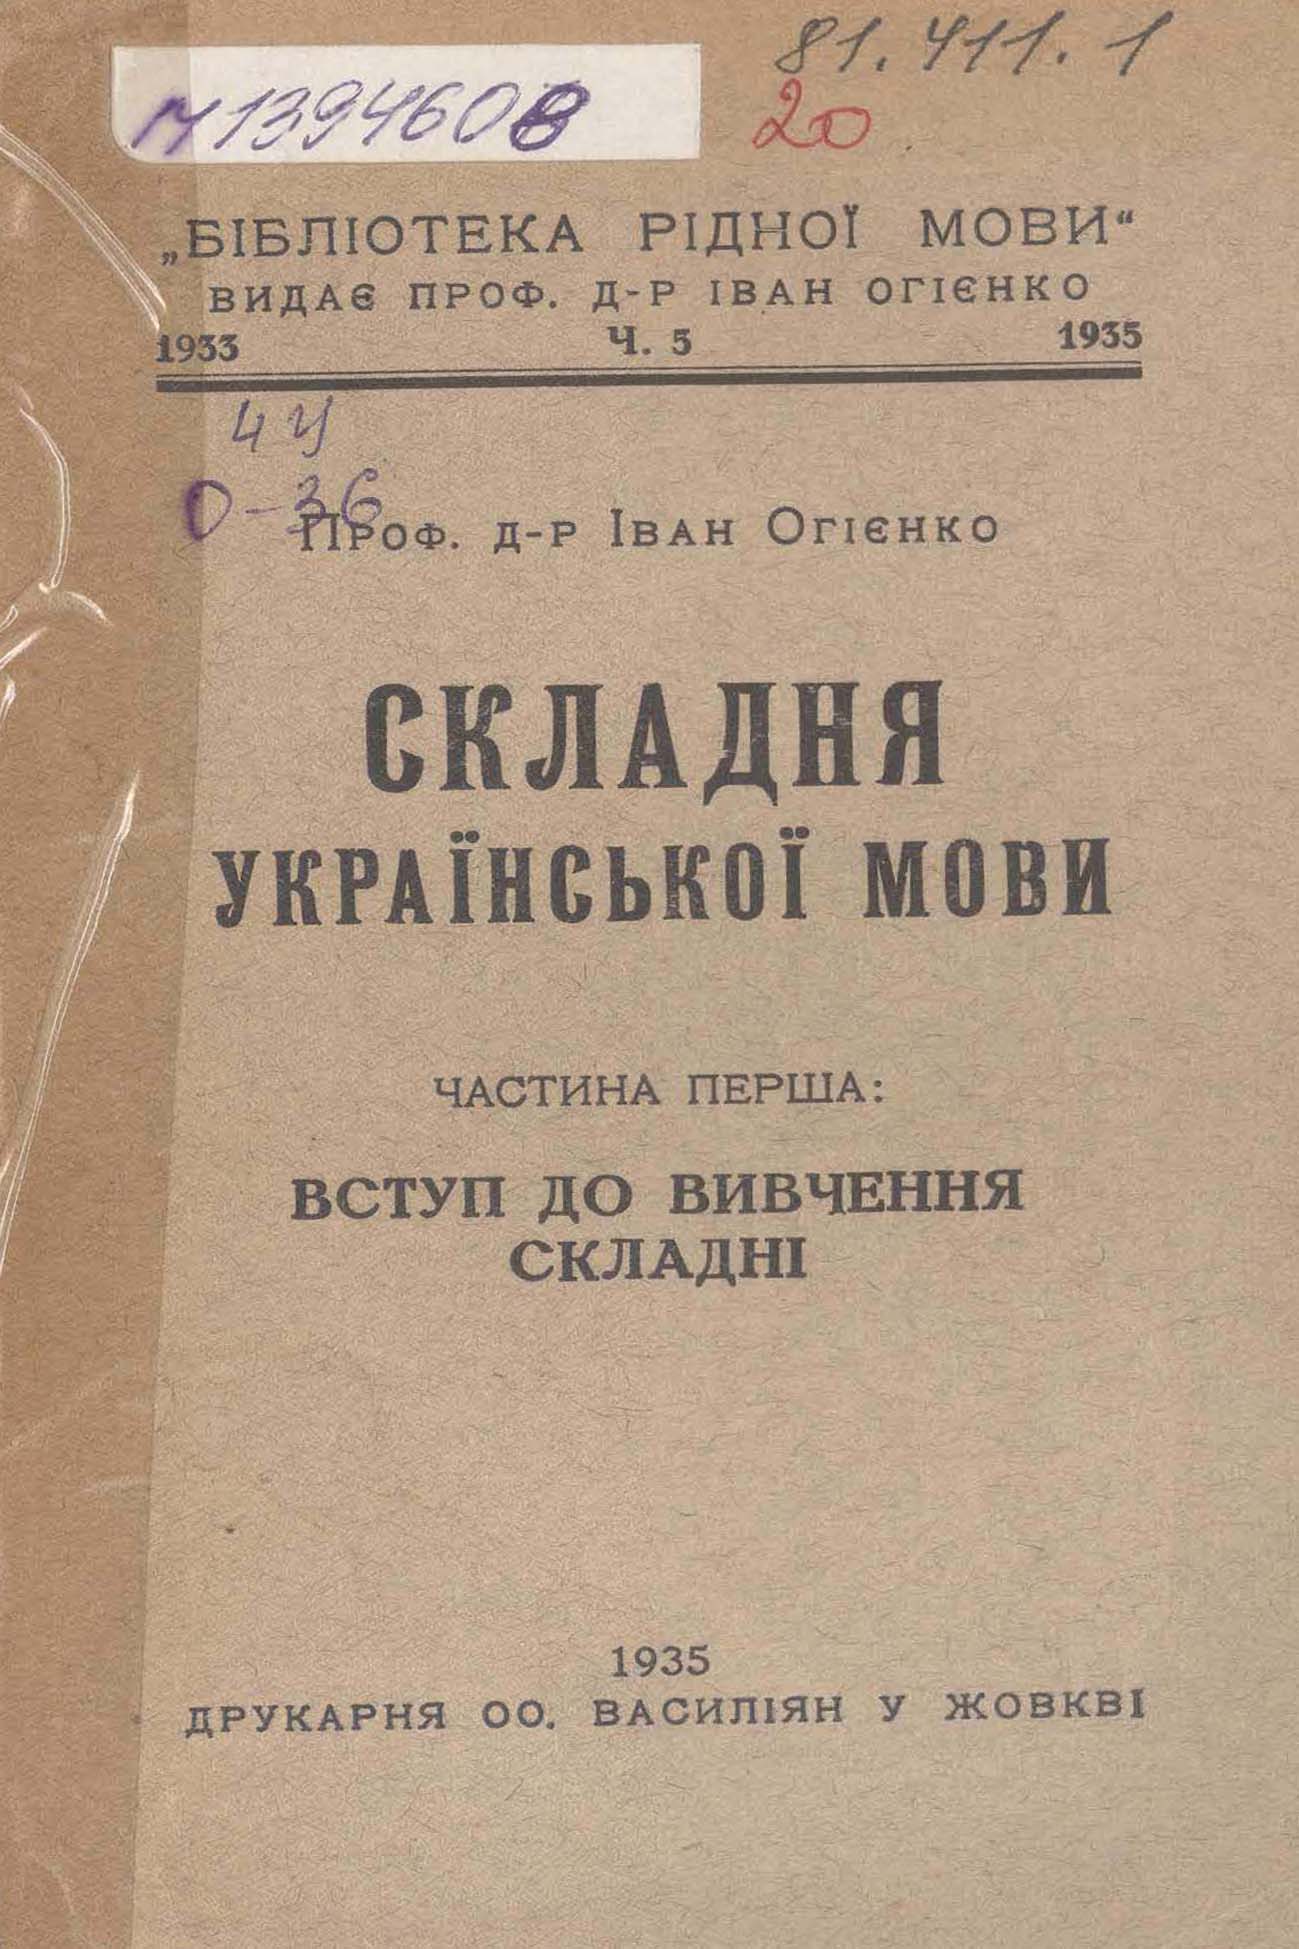 81.411.1
М1394608
20
„БІБЛІОТЕКА РІДНОЇ МОВИ“
ВИДАЄ ПРОФ. Д-Р ІВАН ОГІЄНКО
1933 Ч. 5 1935
4У
О-36
Проф. д-р Іван Огієнко
СКЛАДНЯ
УКРАЇНСЬКОЇ МОВИ
ЧАСТИНА ПЕРША:
ВСТУП ДО ВИВЧЕННЯ
СКЛАДНІ
1935
ДРУКАРНЯ ОО. ВАСИЛІЯН У ЖОВКВІ